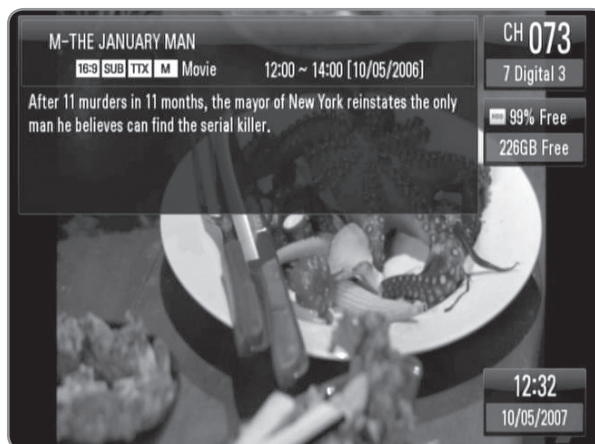 M-THE JANUARY MAN
16:9 SUB TTX M Movie 12:00 ~ 14:00 [10/05/2006]
After 11 murders in 11 months, the mayor of New York reinstates the only
man he believes can find the serial killer.
CH 073
7 Digital 3
HDD 99% Free
226GB Free
12:32
10/05/2007